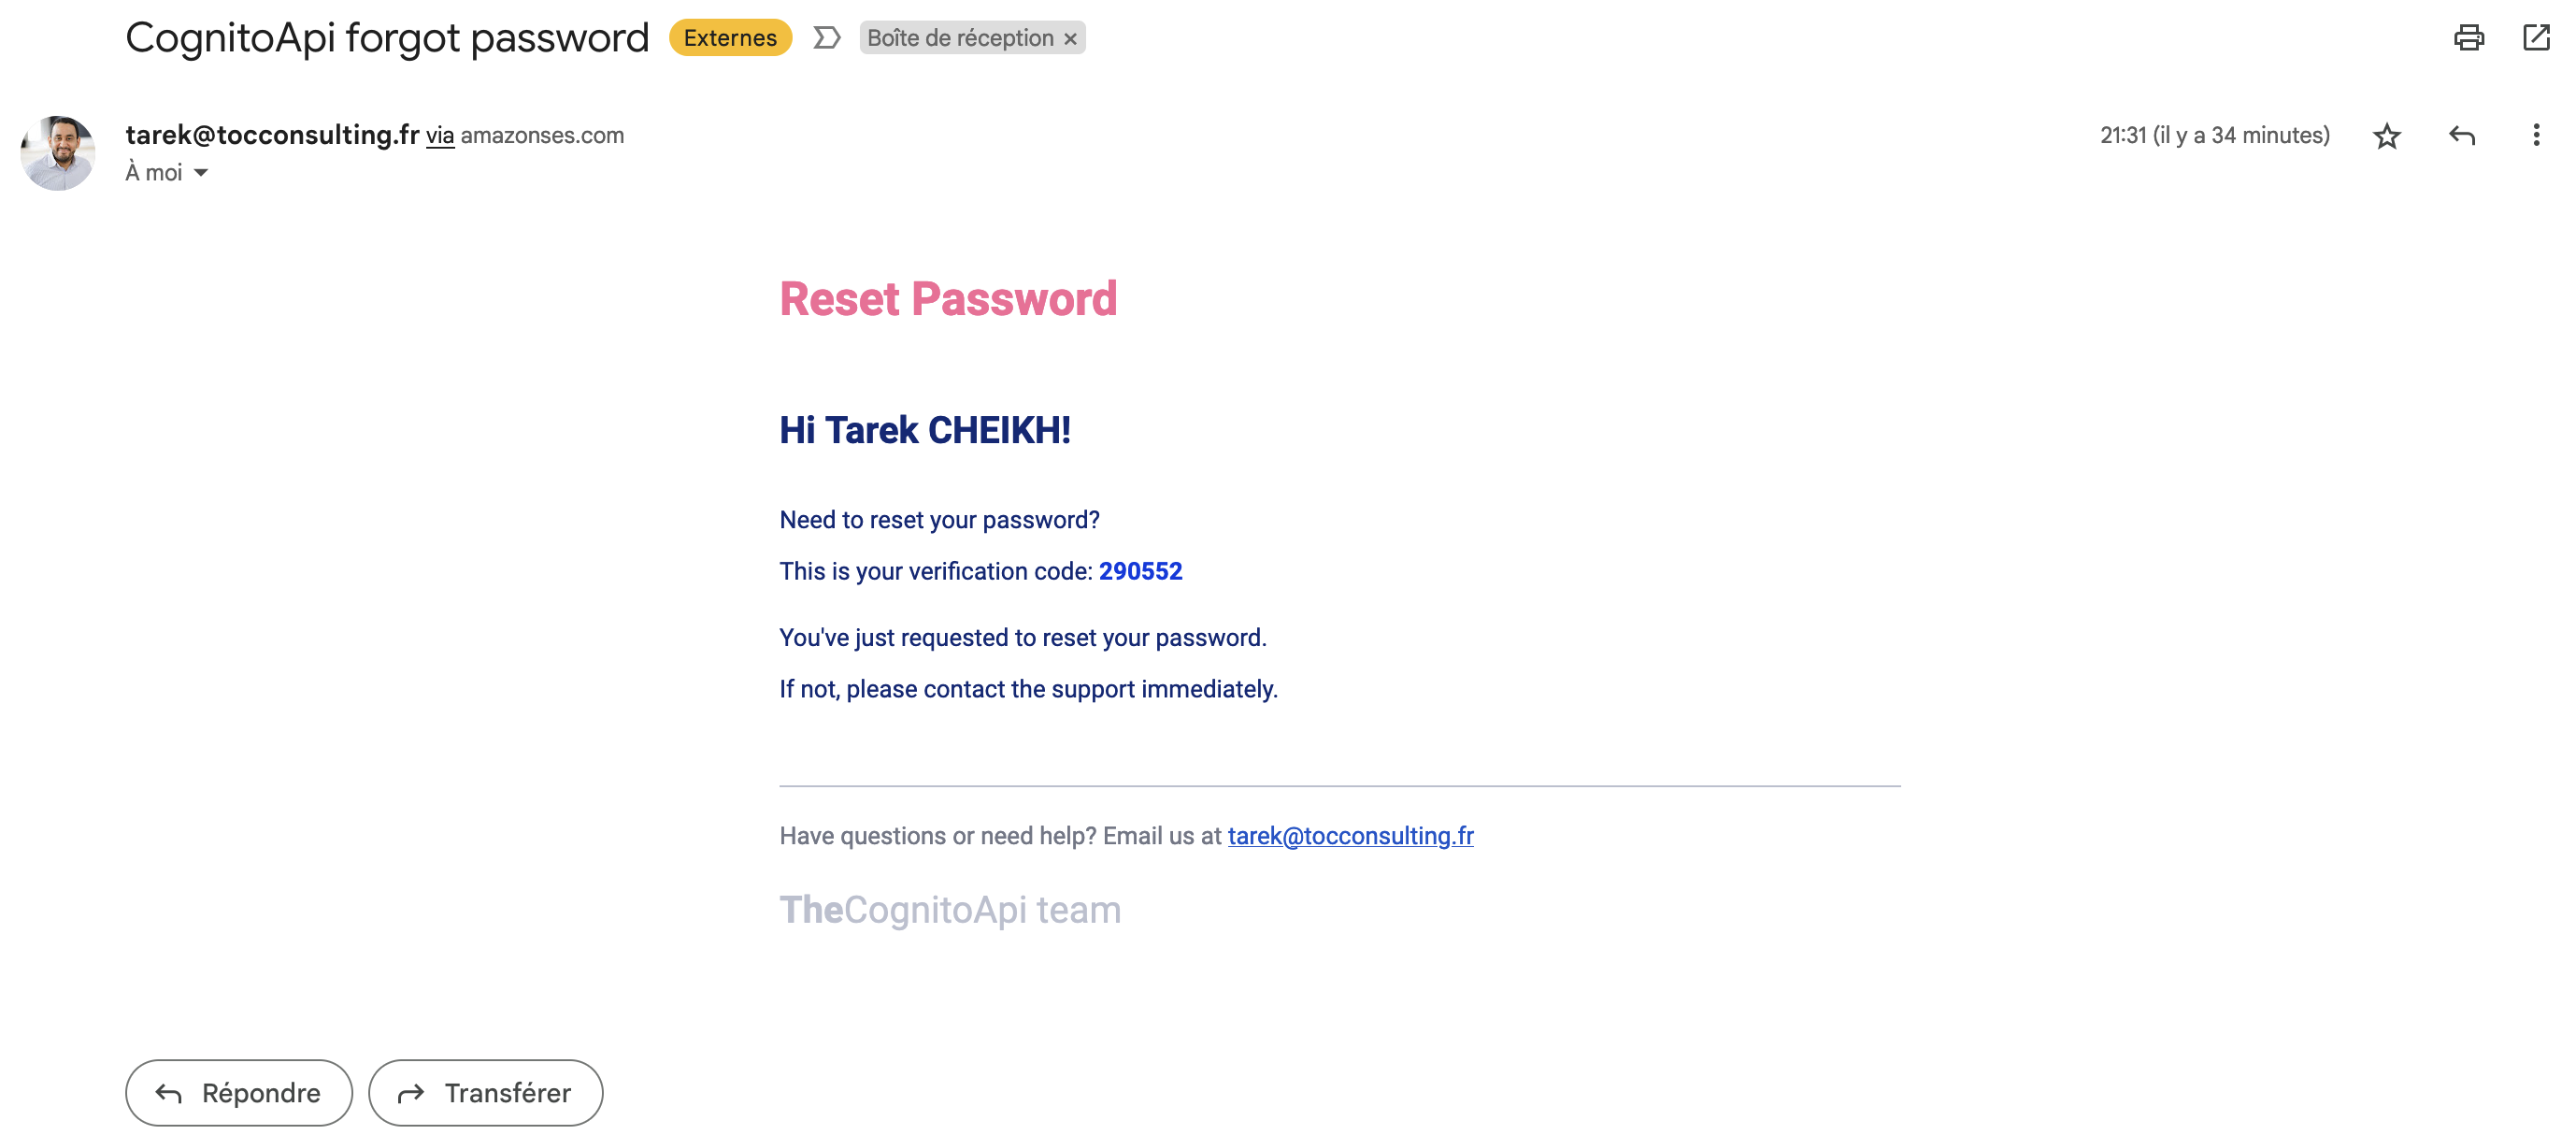 CognitoApi forgot password Externes Boîte de réception ×
tarek@tocconsulting.fr via amazonses.com 21:31 (il y a 34 minutes)
À moi
Reset Password
Hi Tarek CHEIKH!
Need to reset your password?
This is your verification code: 290552
You've just requested to reset your password.
If not, please contact the support immediately.
Have questions or need help? Email us at tarek@tocconsulting.fr
TheCognitoApi team
Répondre Transférer